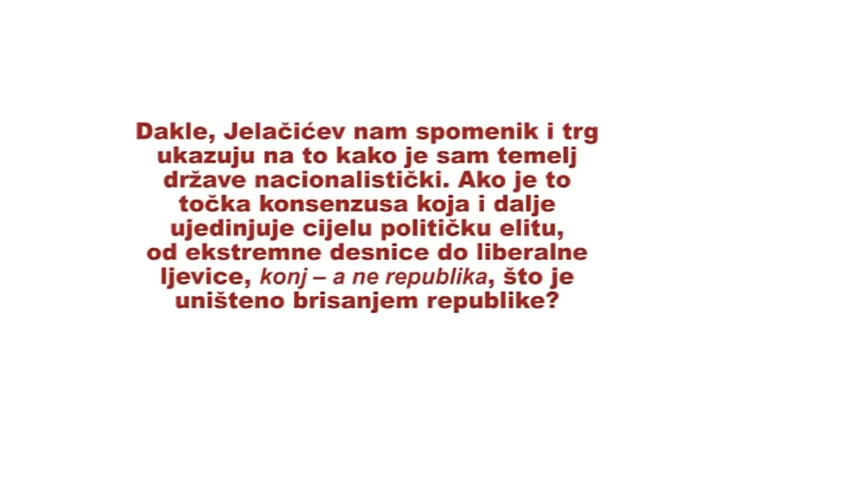 Dakle, Jelačićev nam spomenik i trg
ukazuju na to kako je sam temelj
države nacionalistički. Ako je to
točka konsenzusa koja i dalje
ujedinjuje cijelu političku elitu,
od ekstremne desnice do liberalne
ljevice, konj – a ne republika, što je
uništeno brisanjem republike?